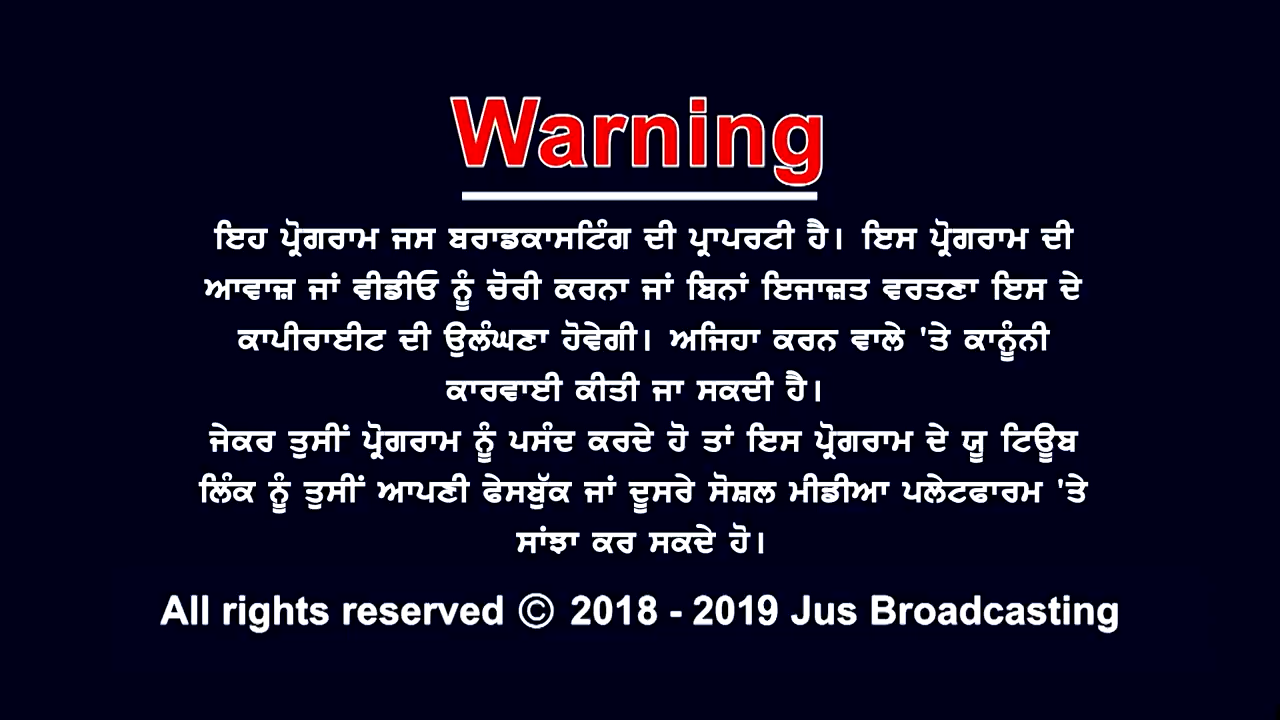 Warning
ਇਹ ਪ੍ਰੋਗਰਾਮ ਜਸ ਬਰਾਡਕਾਸਟਿੰਗ ਦੀ ਪ੍ਰਾਪਰਟੀ ਹੈ। ਇਸ ਪ੍ਰੋਗਰਾਮ ਦੀ
ਆਵਾਜ਼ ਜਾਂ ਵੀਡੀਓ ਨੂੰ ਚੋਰੀ ਕਰਨਾ ਜਾਂ ਬਿਨਾਂ ਇਜਾਜ਼ਤ ਵਰਤਣਾ ਇਸ ਦੇ
ਕਾਪੀਰਾਈਟ ਦੀ ਉਲੰਘਣਾ ਹੋਵੇਗੀ। ਅਜਿਹਾ ਕਰਨ ਵਾਲੇ 'ਤੇ ਕਾਨੂੰਨੀ
ਕਾਰਵਾਈ ਕੀਤੀ ਜਾ ਸਕਦੀ ਹੈ।
ਜੇਕਰ ਤੁਸੀਂ ਪ੍ਰੋਗਰਾਮ ਨੂੰ ਪਸੰਦ ਕਰਦੇ ਹੋ ਤਾਂ ਇਸ ਪ੍ਰੋਗਰਾਮ ਦੇ ਯੂ ਟਿਊਬ
ਲਿੰਕ ਨੂੰ ਤੁਸੀਂ ਆਪਣੀ ਫੇਸਬੁੱਕ ਜਾਂ ਦੂਸਰੇ ਸੋਸ਼ਲ ਮੀਡੀਆ ਪਲੇਟਫਾਰਮ 'ਤੇ
ਸਾਂਝਾ ਕਰ ਸਕਦੇ ਹੋ।
All rights reserved © 2018 - 2019 Jus Broadcasting